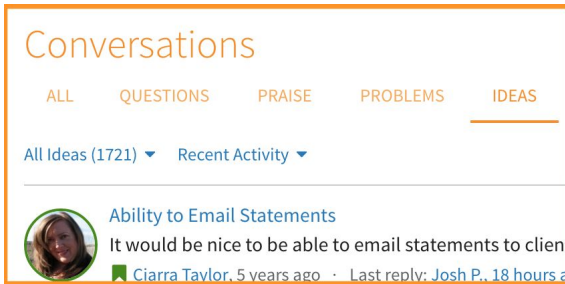 Conversations
ALL QUESTIONS PRAISE PROBLEMS IDEAS
All Ideas (1721) Recent Activity
Ability to Email Statements
It would be nice to be able to email statements to clien
Ciarra Taylor, 5 years ago · Last reply: Josh P., 18 hours a